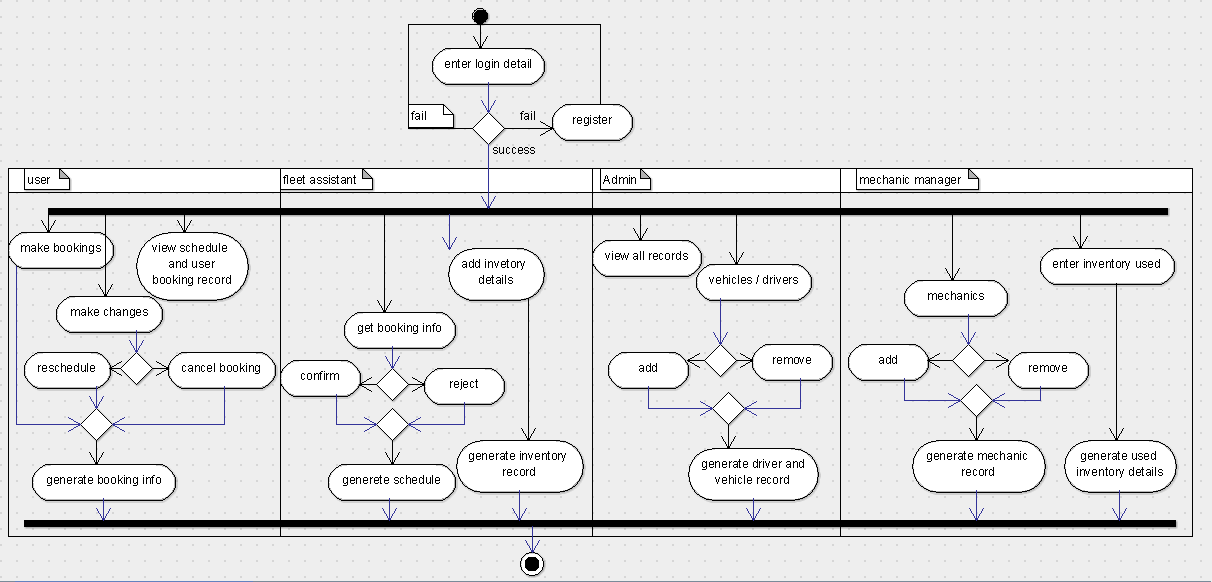 enter login detail
fail
fail
register
success
user
fleet assistant
Admin
mechanic manager
make bookings
view schedule
and user
booking record
make changes
reschedule
cancel booking
generate booking info
add invetory
details
get booking info
confirm
reject
generete schedule
generate inventory
record
view all records
vehicles / drivers
add
remove
generate driver and
vehicle record
mechanics
enter inventory used
add
remove
generate mechanic
record
generate used
inventory details